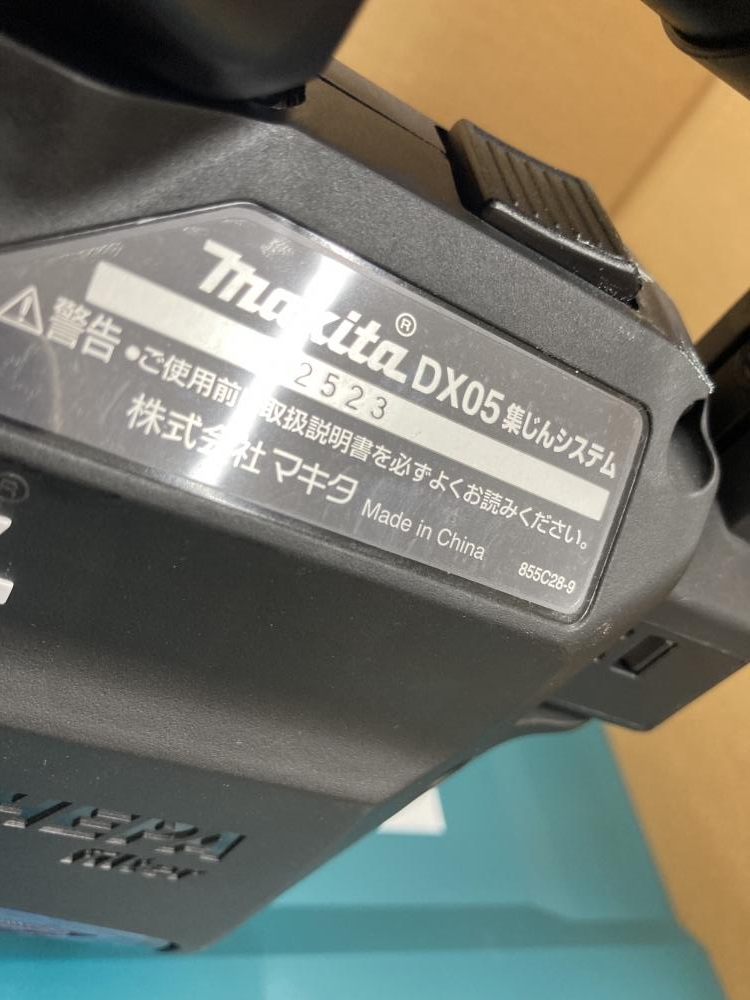 makita® DX05 集じんシステム
2523
警告 ●ご使用前 取扱説明書を必ずよくお読みください。
株式会社マキタ Made in China
855C28-9
®
HEPA
filter